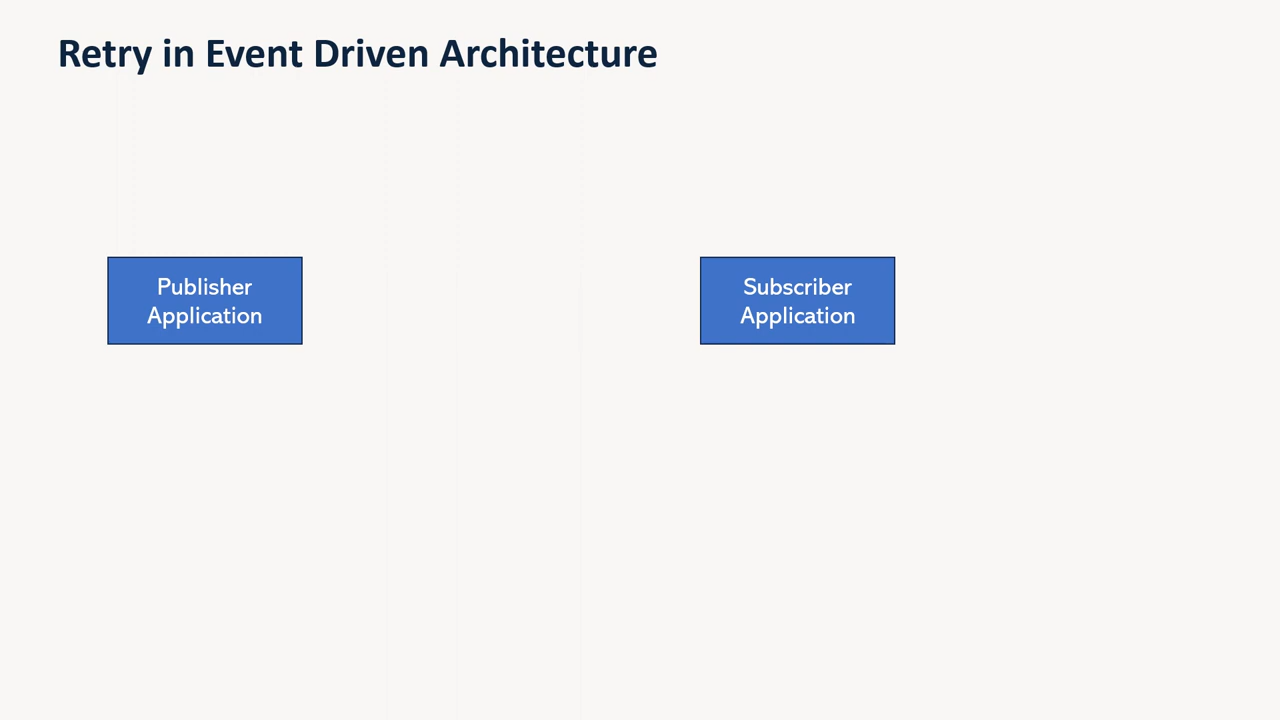 Retry in Event Driven Architecture
Publisher
Application
Subscriber
Application